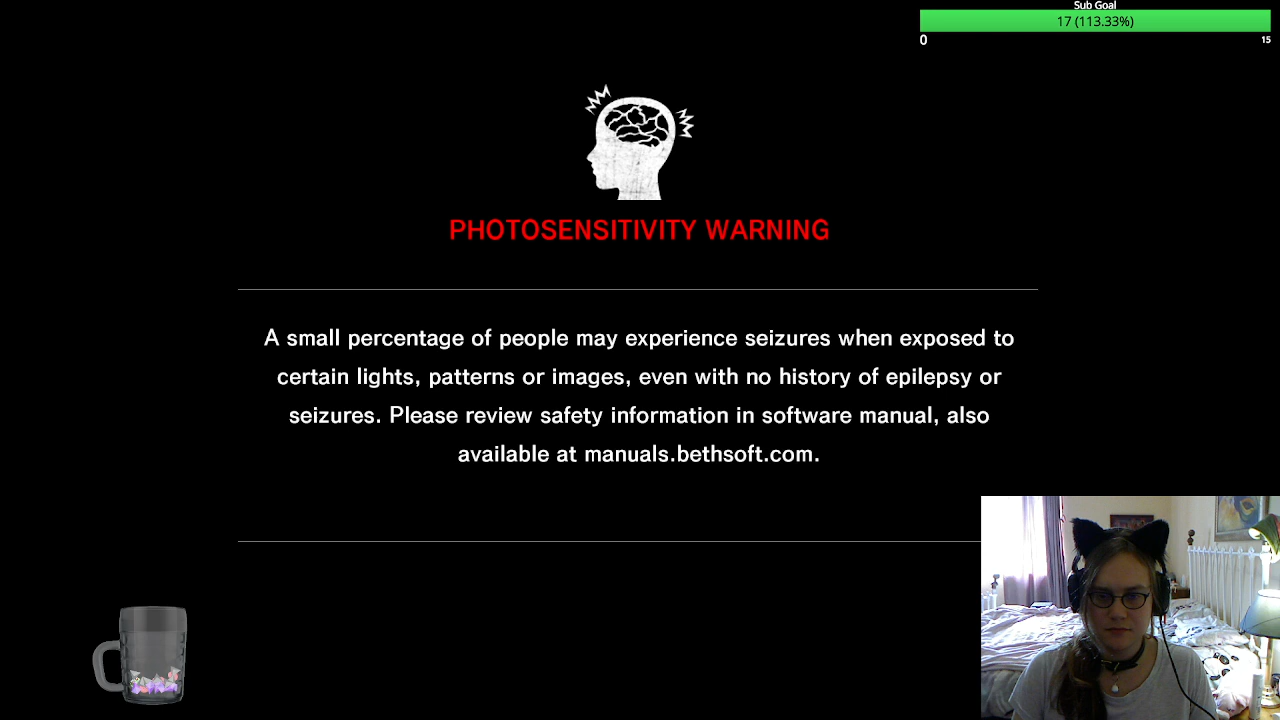 Sub Goal
17 (113.33%)
0
15
PHOTOSENSITIVITY WARNING
A small percentage of people may experience seizures when exposed to
certain lights, patterns or images, even with no history of epilepsy or
seizures. Please review safety information in software manual, also
available at manuals.bethsoft.com.